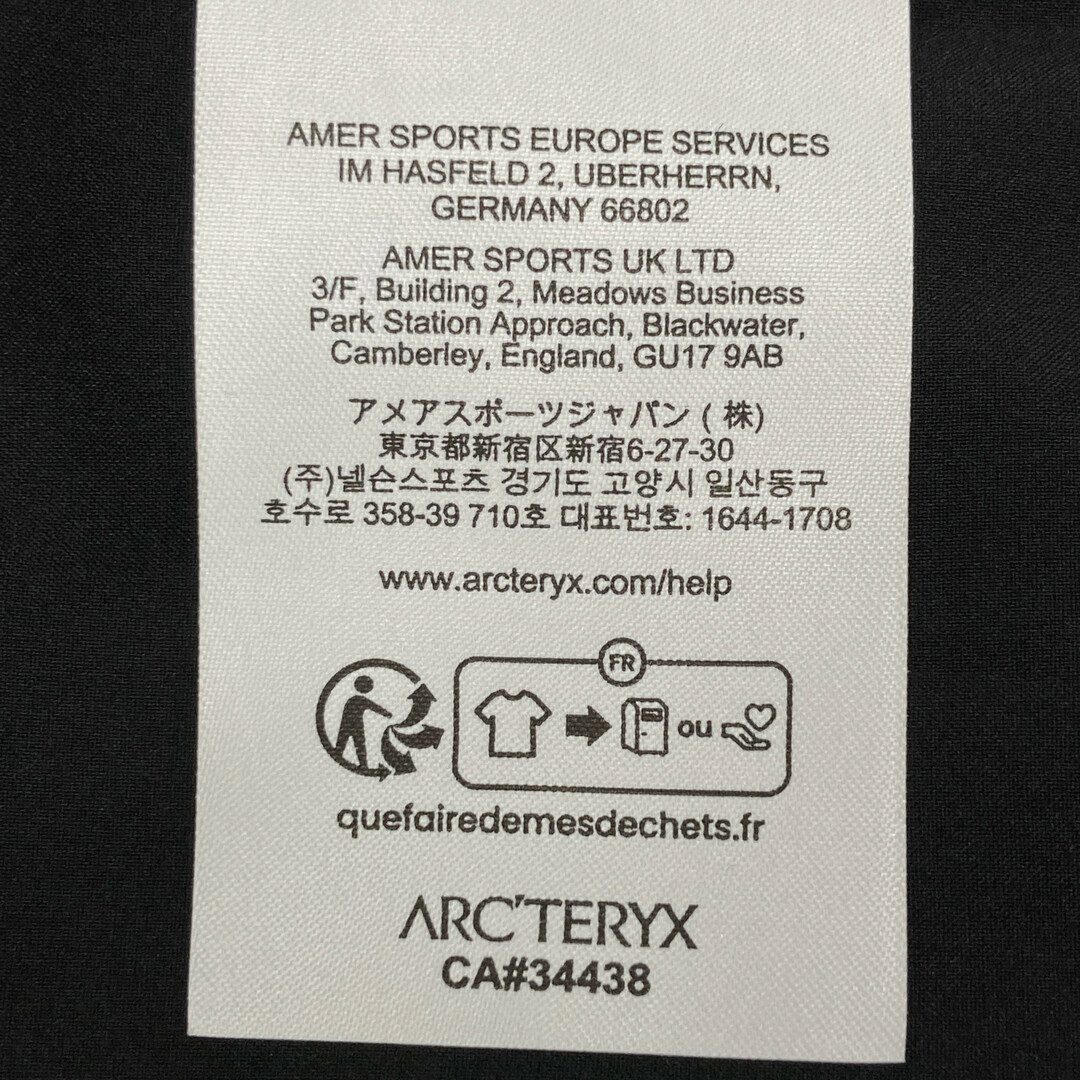 AMER SPORTS EUROPE SERVICES
IM HASFELD 2, UBERHERRN,
GERMANY 66802
AMER SPORTS UK LTD
3/F, Building 2, Meadows Business
Park Station Approach, Blackwater,
Camberley, England, GU17 9AB
アメアスポーツジャパン ( 株)
東京都新宿区新宿6-27-30
(주)넬슨스포츠 경기도 고양시 일산동구
호수로 358-39 710호 대표번호: 1644-1708
www.arcteryx.com/help
FR
ou
quefairedemesdechets.fr
ARC'TERYX
CA#34438